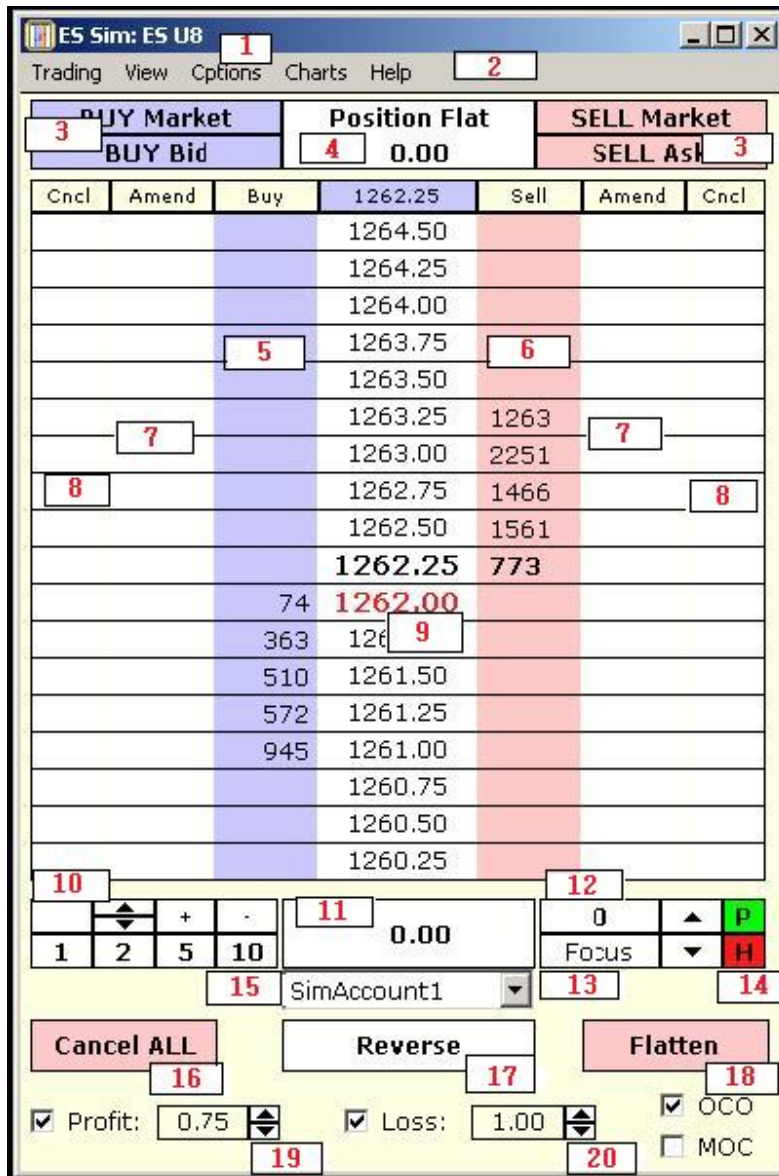 ES Sim: ES U8
1
Trading View Options Charts Help 2
BUY Market Position Flat SELL Market
3 4 3
BUY Bid 0.00 SELL Ask
Cncl Amend Buy 1262.25 Sell Amend Cncl
1264.50
1264.25
1264.00
5 1263.75 6
1263.50
1263.25 1263
7 7
1263.00 2251
8 1262.75 1466 8
1262.50 1561
1262.25 773
74 1262.00
9
363
510 1261.50
572 1261.25
945 1261.00
1260.75
1260.50
1260.25
10 12
11
+ - 0 P
0.00
1 2 5 10 Focus H
15 SimAccount1 13 14
Cancel ALL Reverse Flatten
16 17 18
OCO
Profit: 0.75 Loss: 1.00
MOC
19 20